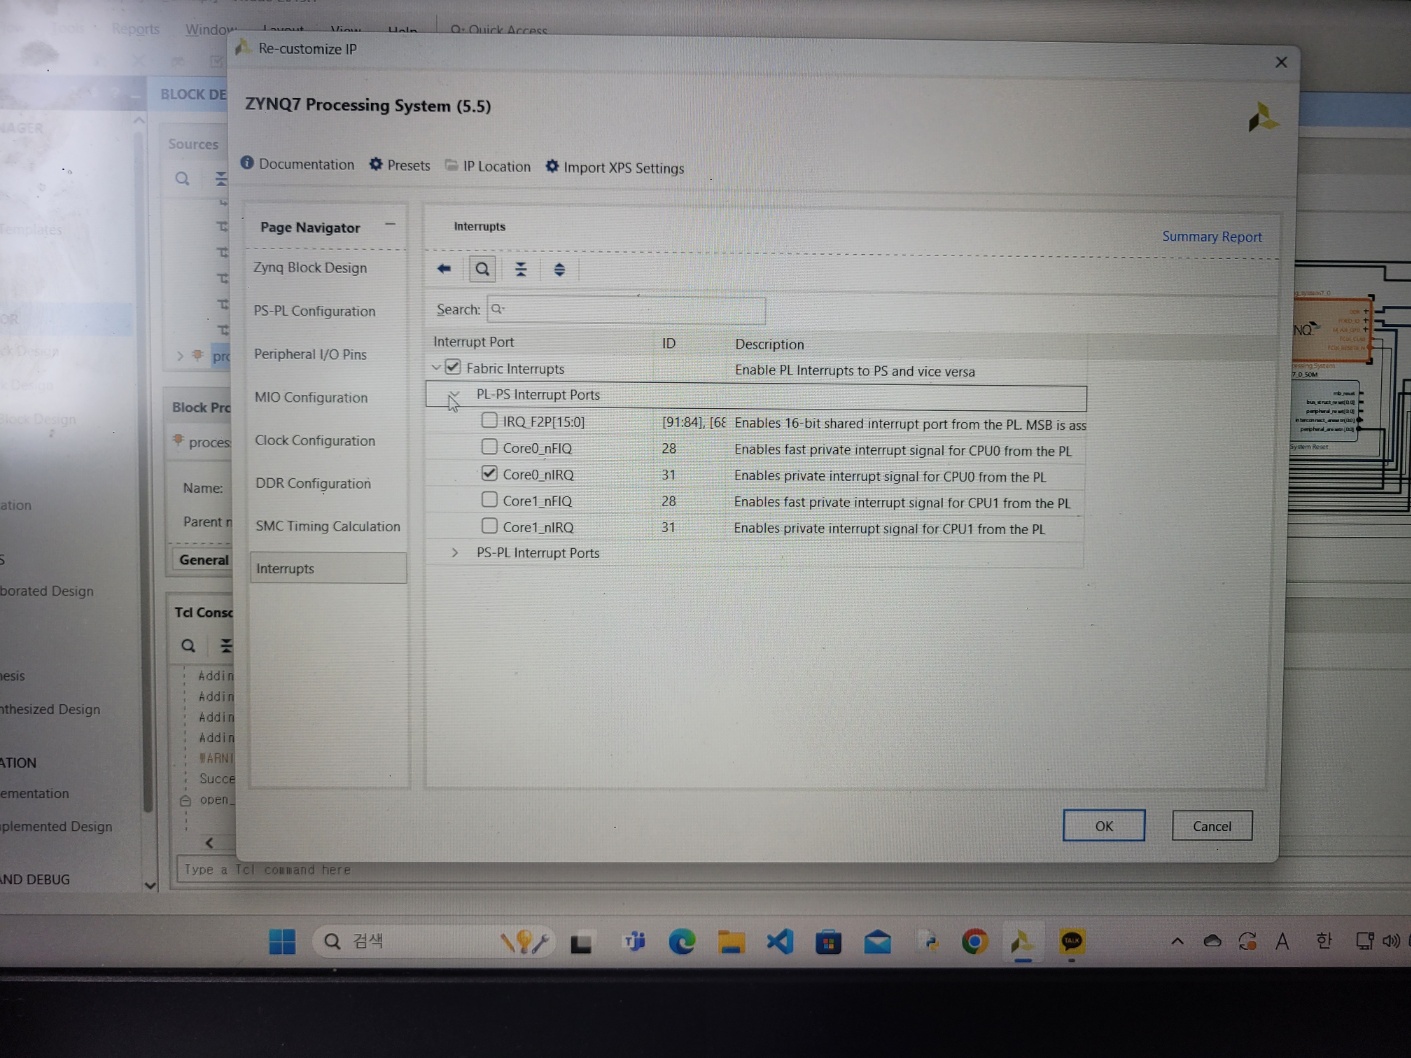 Reports Window Layout View Help Quick Access
Re-customize IP
ZYNQ7 Processing System (5.5)
Documentation Presets IP Location Import XPS Settings
Page Navigator
Zynq Block Design
PS-PL Configuration
Peripheral I/O Pins
MIO Configuration
Clock Configuration
DDR Configuration
SMC Timing Calculation
Interrupts
Interrupts
Summary Report
Search:
Interrupt Port ID Description
Fabric Interrupts Enable PL Interrupts to PS and vice versa
PL-PS Interrupt Ports
IRQ_F2P[15:0] [91:84], [68 Enables 16-bit shared interrupt port from the PL. MSB is ass
Core0_nFIQ 28 Enables fast private interrupt signal for CPU0 from the PL
Core0_nIRQ 31 Enables private interrupt signal for CPU0 from the PL
Core1_nFIQ 28 Enables fast private interrupt signal for CPU1 from the PL
Core1_nIRQ 31 Enables private interrupt signal for CPU1 from the PL
PS-PL Interrupt Ports
OK Cancel
BLOCK DE
Sources
pro
Block Pro
proces
Name:
Parent n
General
Tcl Conso
Addin
Addin
Addin
Addin
WARNI
Succe
open_
Type a Tcl command here
ation
S
borated Design
esis
nthesized Design
ATION
ementation
plemented Design
AND DEBUG
검색
TALK
A 한